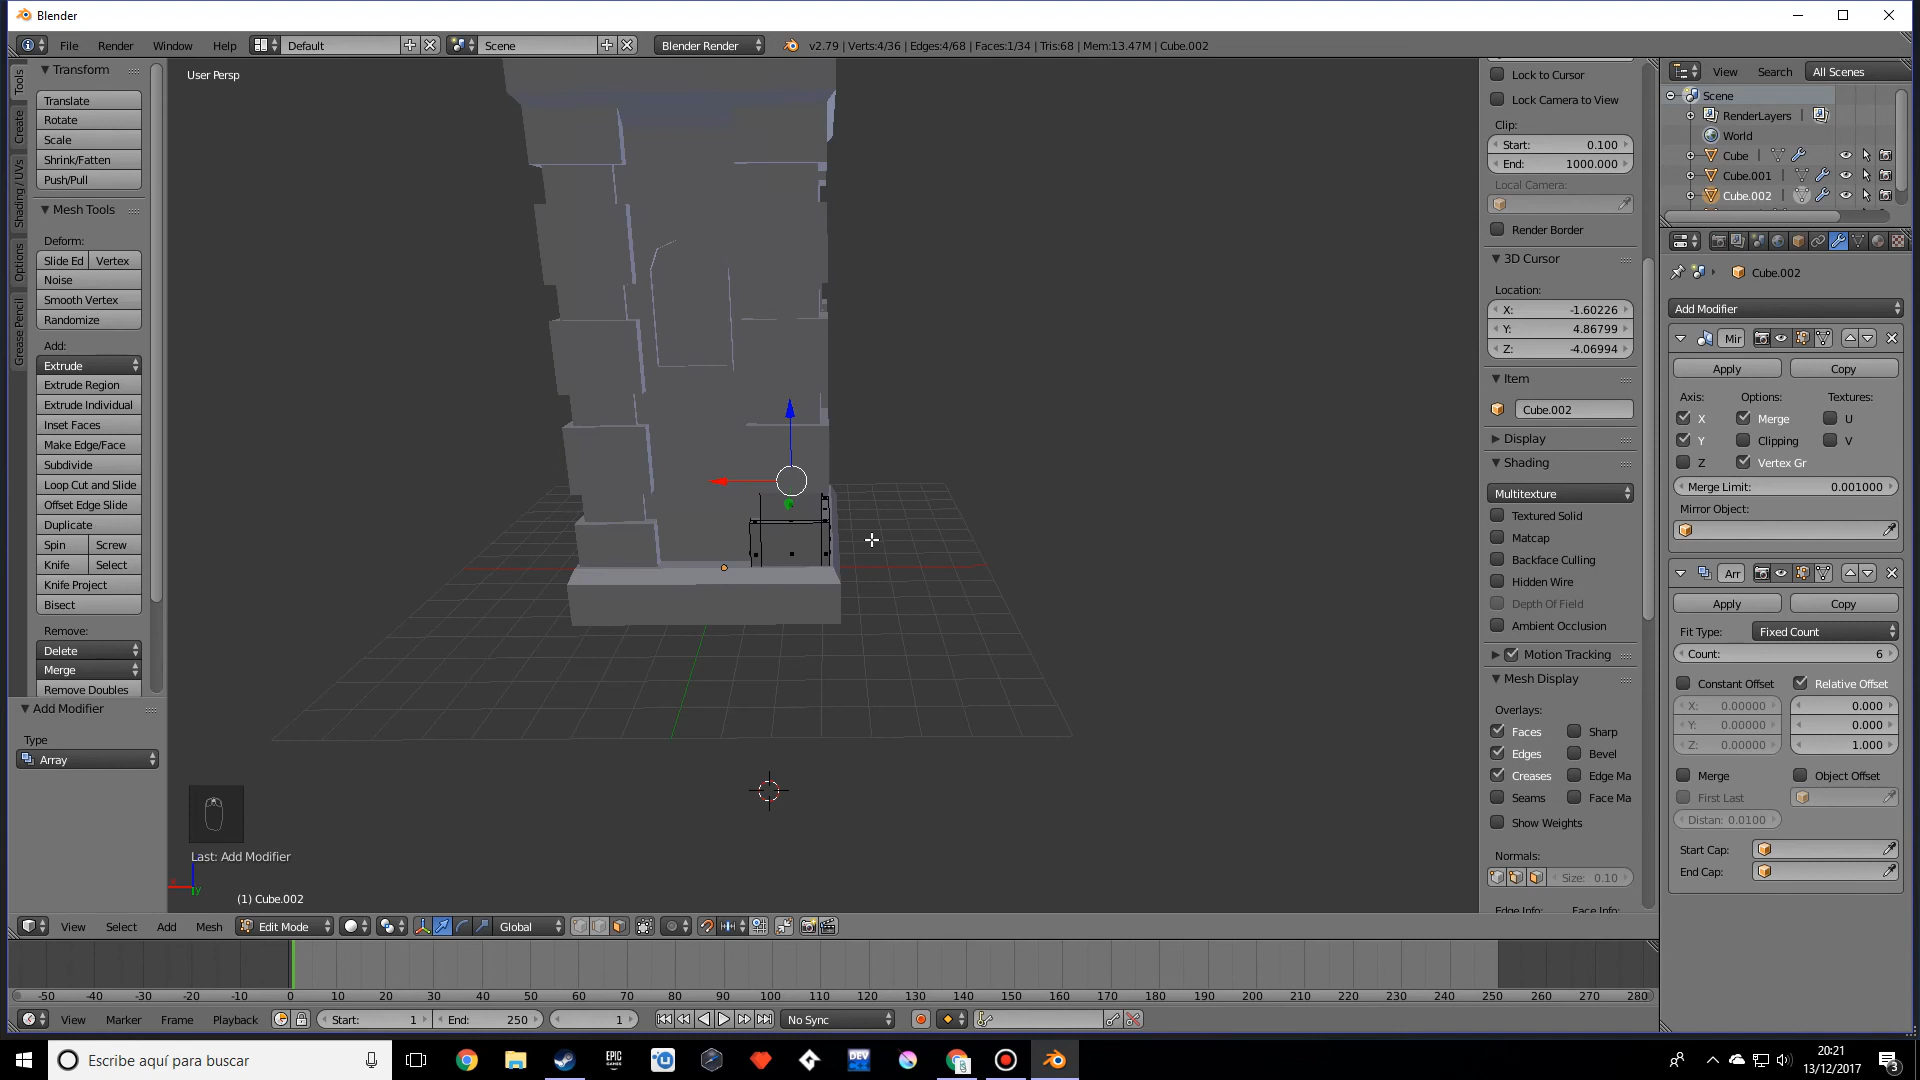 Blender
File Render Window Help Default Scene Blender Render v2.79 | Verts:4/36 | Edges:4/68 | Faces:1/34 | Tris:68 | Mem:13.47M | Cube.002
User Persp
Tools
Create
Shading / UVs
Options
Grease Pencil
Transform
Translate
Rotate
Scale
Shrink/Fatten
Push/Pull
Mesh Tools
Deform:
Slide Ed Vertex
Noise
Smooth Vertex
Randomize
Add:
Extrude
Extrude Region
Extrude Individual
Inset Faces
Make Edge/Face
Subdivide
Loop Cut and Slide
Offset Edge Slide
Duplicate
Spin Screw
Knife Select
Knife Project
Bisect
Remove:
Delete
Merge
Remove Doubles
Add Modifier
Type
Array
Last: Add Modifier
(1) Cube.002
Lock to Cursor
Lock Camera to View
Clip:
Start: 0.100
End: 1000.000
Local Camera:
Render Border
3D Cursor
Location:
X: -1.60226
Y: 4.86799
Z: -4.06994
Item
Cube.002
Display
Shading
Multitexture
Textured Solid
Matcap
Backface Culling
Hidden Wire
Depth Of Field
Ambient Occlusion
Motion Tracking
Mesh Display
Overlays:
Faces Sharp
Edges Bevel
Creases Edge Ma
Seams Face Ma
Show Weights
Normals:
Size: 0.10
Edge Info: Face Info:
View Search All Scenes
Scene
RenderLayers
World
Cube
Cube.001
Cube.002
Cube.002
Add Modifier
Mir
Apply Copy
Axis: Options: Textures:
X Merge U
Y Clipping V
Z Vertex Gr
Merge Limit: 0.001000
Mirror Object:
Arr
Apply Copy
Fit Type: Fixed Count
Count: 6
Constant Offset Relative Offset
X: 0.00000 0.000
Y: 0.00000 0.000
Z: 0.00000 1.000
Merge Object Offset
First Last
Distan: 0.0100
Start Cap:
End Cap:
View Select Add Mesh Edit Mode Global
-50 -40 -30 -20 -10 0 10 20 30 40 50 60 70 80 90 100 110 120 130 140 150 160 170 180 190 200 210 220 230 240 250 260 270 280
View Marker Frame Playback Start: 1 End: 250 1 No Sync
Escribe aquí para buscar
EPIC GAMES
DEV
20:21
13/12/2017
3